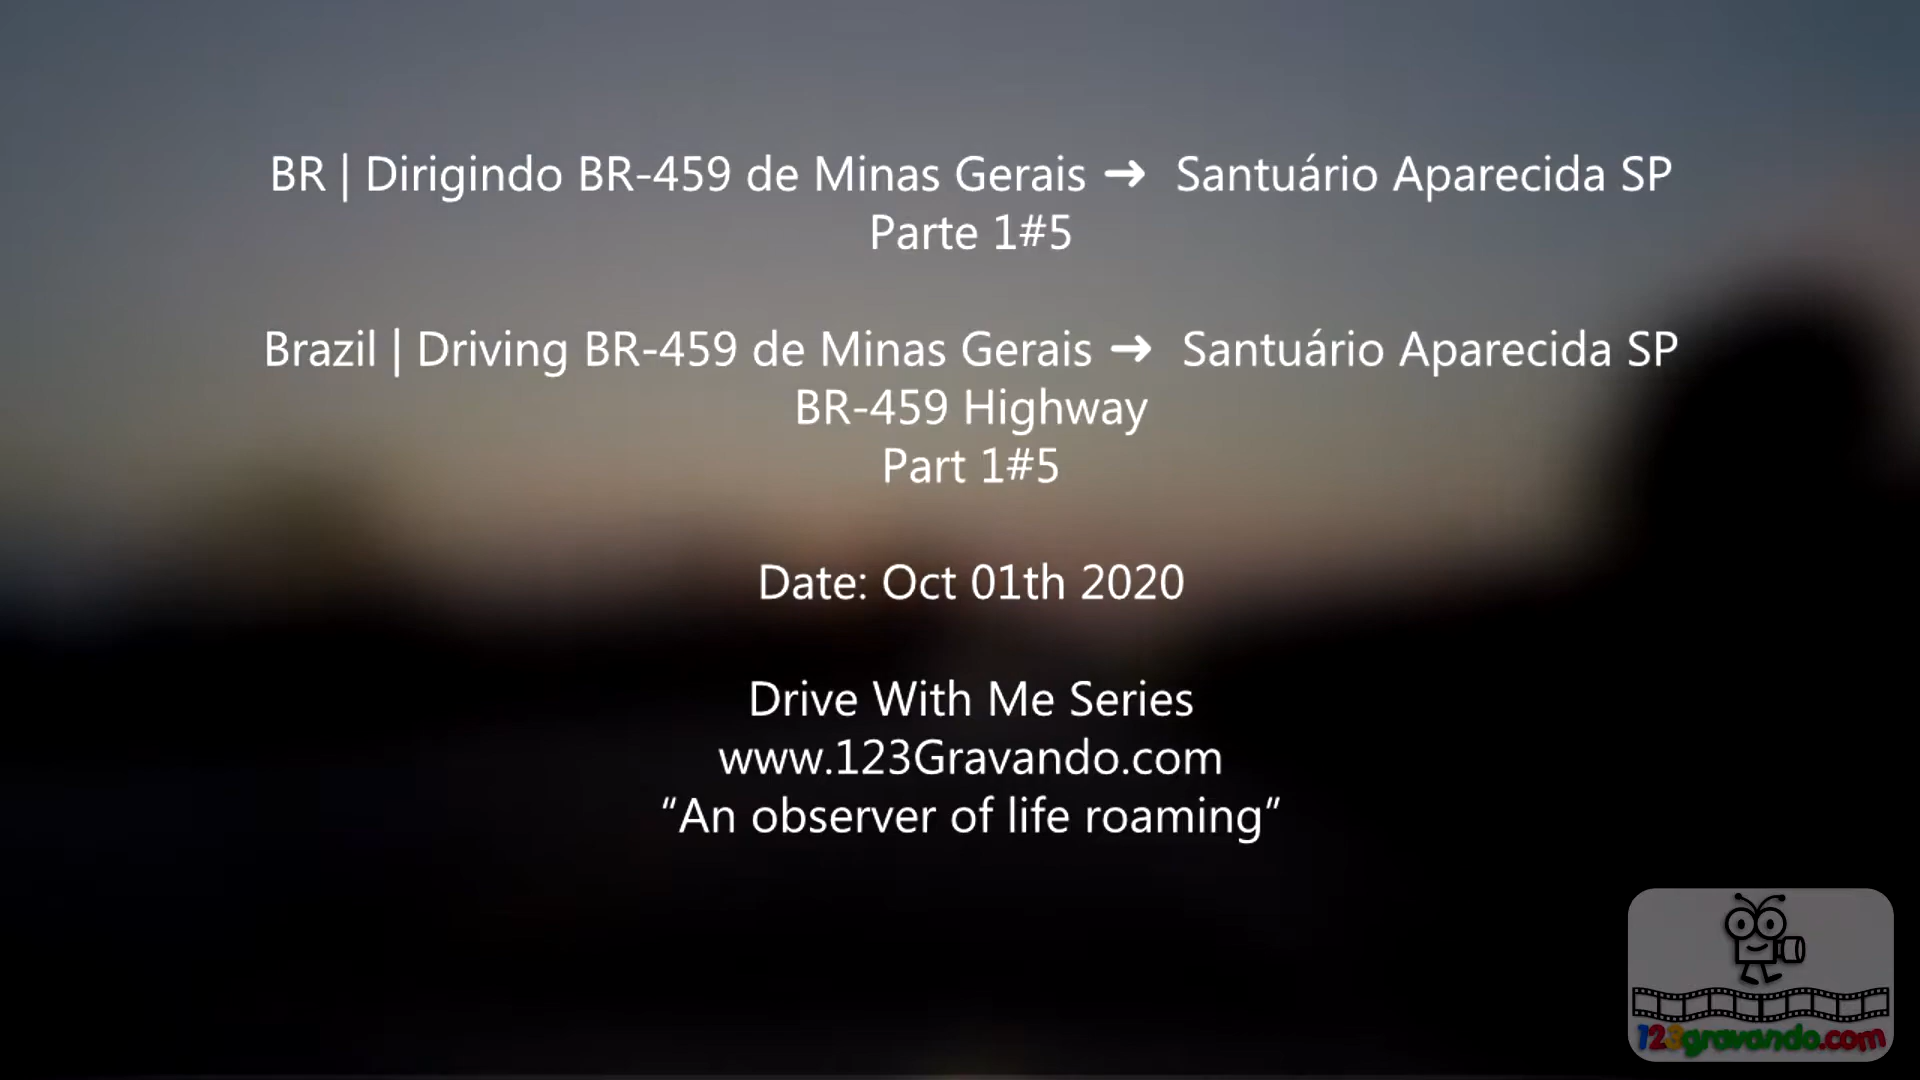 BR | Dirigindo BR-459 de Minas Gerais ➜ Santuário Aparecida SP
Parte 1#5
Brazil | Driving BR-459 de Minas Gerais ➜ Santuário Aparecida SP
BR-459 Highway
Part 1#5
Date: Oct 01th 2020
Drive With Me Series
www.123Gravando.com
“An observer of life roaming”
123gravando.com